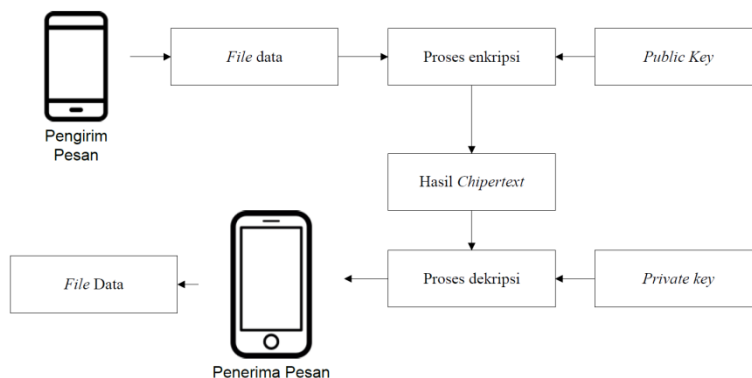 File data
Proses enkripsi
Public Key
Pengirim
Pesan
Hasil Chipertext
File Data
Proses dekripsi
Private key
Penerima Pesan